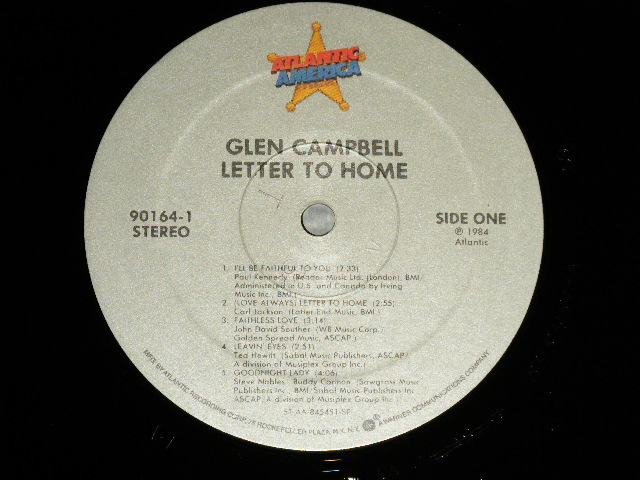 ATLANTIC
AMERICA
GLEN CAMPBELL
LETTER TO HOME
90164-1
STEREO
SIDE ONE
℗ 1984
Atlantic
1. I'LL BE FAITHFUL TO YOU (2:33)
Paul Kennerly (Rondor Music Ltd. (London), BMI
Administered in U.S. and Canada by Irving
Music Inc., BMI.)
2. (LOVE ALWAYS) LETTER TO HOME (2:55)
Carl Jackson (Letter End Music, BMI.)
3. FAITHLESS LOVE (3:14)
John David Souther (WB Music Corp./
Golden Spread Music, ASCAP.)
4. LEAVIN' EYES (2:51)
Ted Hewitt (Sabal Music Publishers, ASCAP/
A division of Musiplex Group Inc.)
5. GOODNIGHT LADY (4:06)
Steve Nobles Buddy Cannon (Sawgrass Music
Publishers Inc., BMI/Sabal Music Publishers Inc
ASCAP, A division of Musiplex Group Inc.)
ST-AA-845451-SP
MFG. BY ATLANTIC RECORDING CORP., 75 ROCKEFELLER PLAZA, N.Y., N.Y. A WARNER COMMUNICATIONS COMPANY